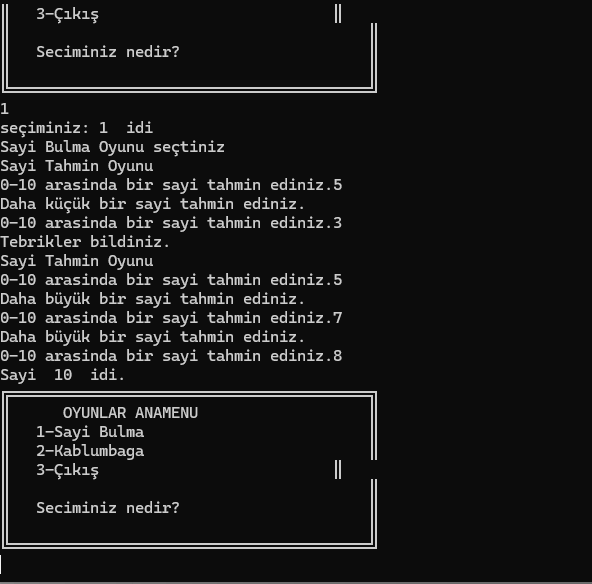 3-Çıkış
Seciminiz nedir?
1
seçiminiz: 1 idi
Sayi Bulma Oyunu seçtiniz
Sayi Tahmin Oyunu
0-10 arasinda bir sayi tahmin ediniz.5
Daha küçük bir sayi tahmin ediniz.
0-10 arasinda bir sayi tahmin ediniz.3
Tebrikler bildiniz.
Sayi Tahmin Oyunu
0-10 arasinda bir sayi tahmin ediniz.5
Daha büyük bir sayi tahmin ediniz.
0-10 arasinda bir sayi tahmin ediniz.7
Daha büyük bir sayi tahmin ediniz.
0-10 arasinda bir sayi tahmin ediniz.8
Sayi 10 idi.
OYUNLAR ANAMENU
1-Sayi Bulma
2-Kablumbaga
3-Çıkış
Seciminiz nedir?